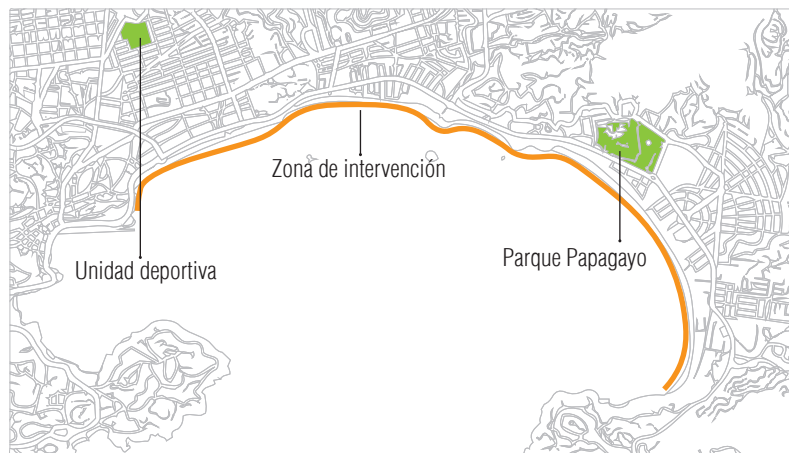 Zona de intervención
Parque Papagayo
Unidad deportiva